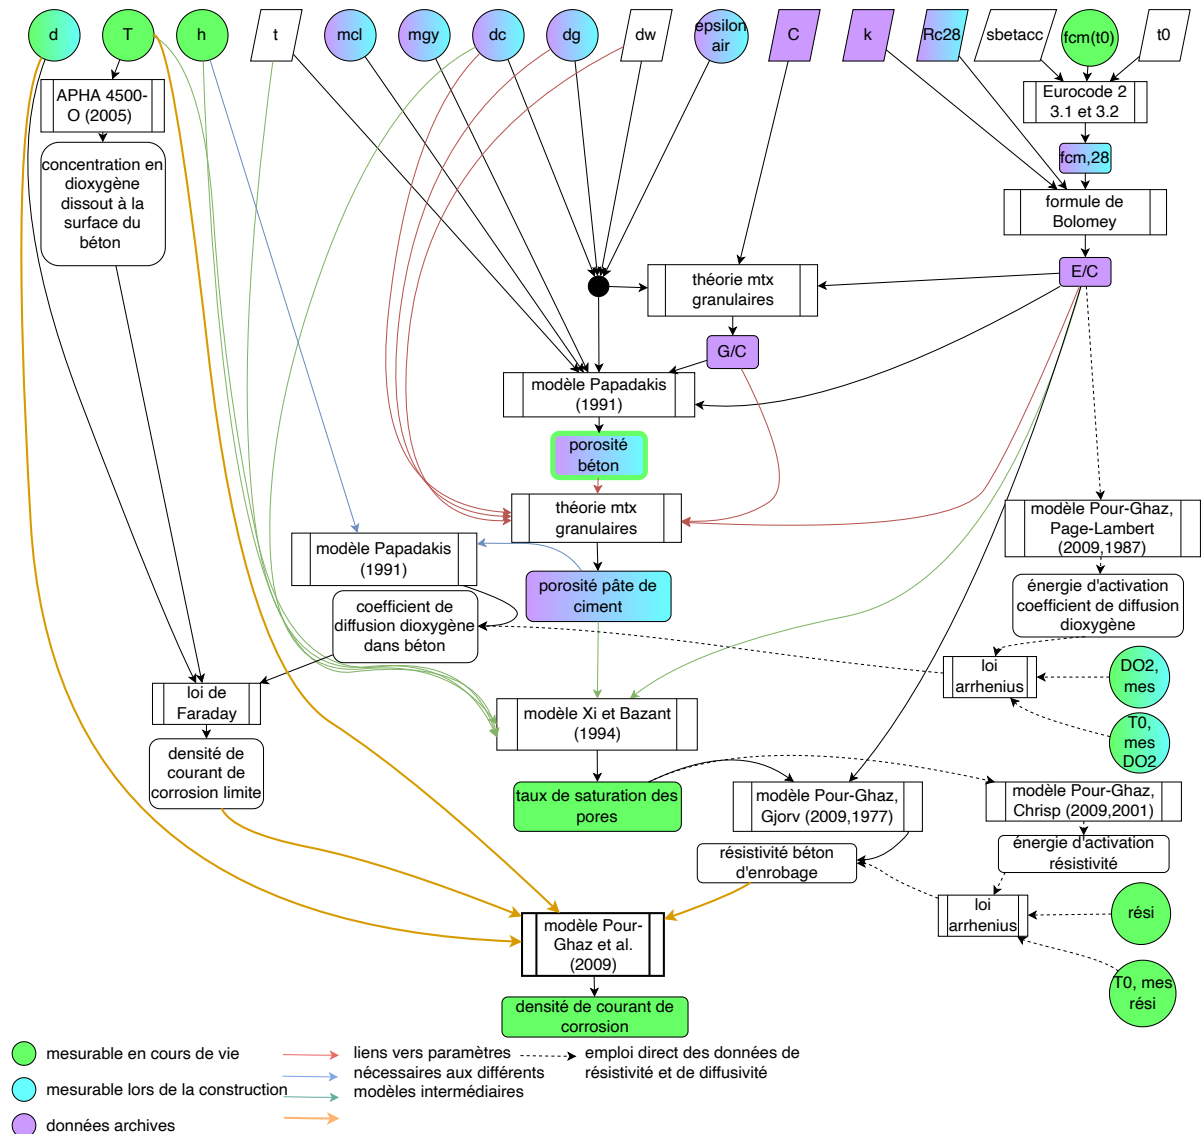 d
T
h
t
mcl
mgy
dc
dg
dw
epsilon
air
C
k
Rc28
sbetacc
fcm(t0)
t0
APHA 4500-
O (2005)
Eurocode 2
3.1 et 3.2
concentration en
dioxygène
dissout à la
surface du
béton
fcm,28
formule de
Bolomey
E/C
théorie mtx
granulaires
G/C
modèle Papadakis
(1991)
porosité
béton
théorie mtx
granulaires
modèle Papadakis
(1991)
modèle Pour-Ghaz,
Page-Lambert
(2009,1987)
porosité pâte de
ciment
coefficient de
diffusion dioxygène
dans béton
énergie d'activation
coefficient de diffusion
dioxygène
loi
arrhenius
DO2,
mes
loi de
Faraday
modèle Xi et Bazant
(1994)
T0,
mes
DO2
densité de
courant de
corrosion limite
taux de saturation des
pores
modèle Pour-Ghaz,
Gjorv (2009,1977)
modèle Pour-Ghaz,
Chrisp (2009,2001)
résistivité béton
d'enrobage
énergie d'activation
résistivité
loi
arrhenius
rési
modèle Pour-
Ghaz et al.
(2009)
T0, mes
rési
densité de courant de
corrosion
mesurable en cours de vie
mesurable lors de la construction
données archives
liens vers paramètres
nécessaires aux différents
modèles intermédiaires
emploi direct des données de
résistivité et de diffusivité